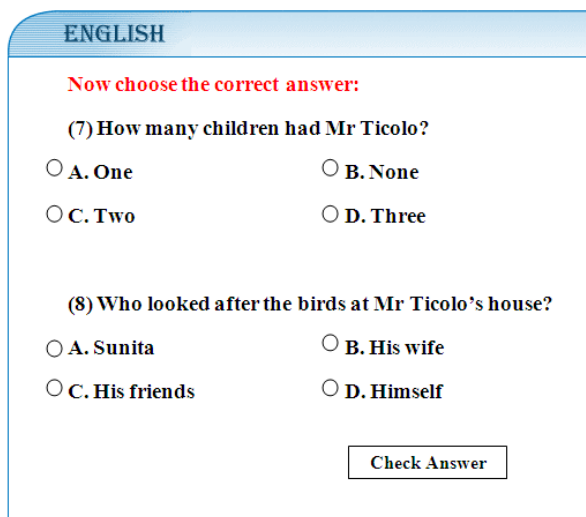 ENGLISH
Now choose the correct answer:
(7) How many children had Mr Ticolo?
A. One B. None
C. Two D. Three
(8) Who looked after the birds at Mr Ticolo’s house?
A. Sunita B. His wife
C. His friends D. Himself
Check Answer